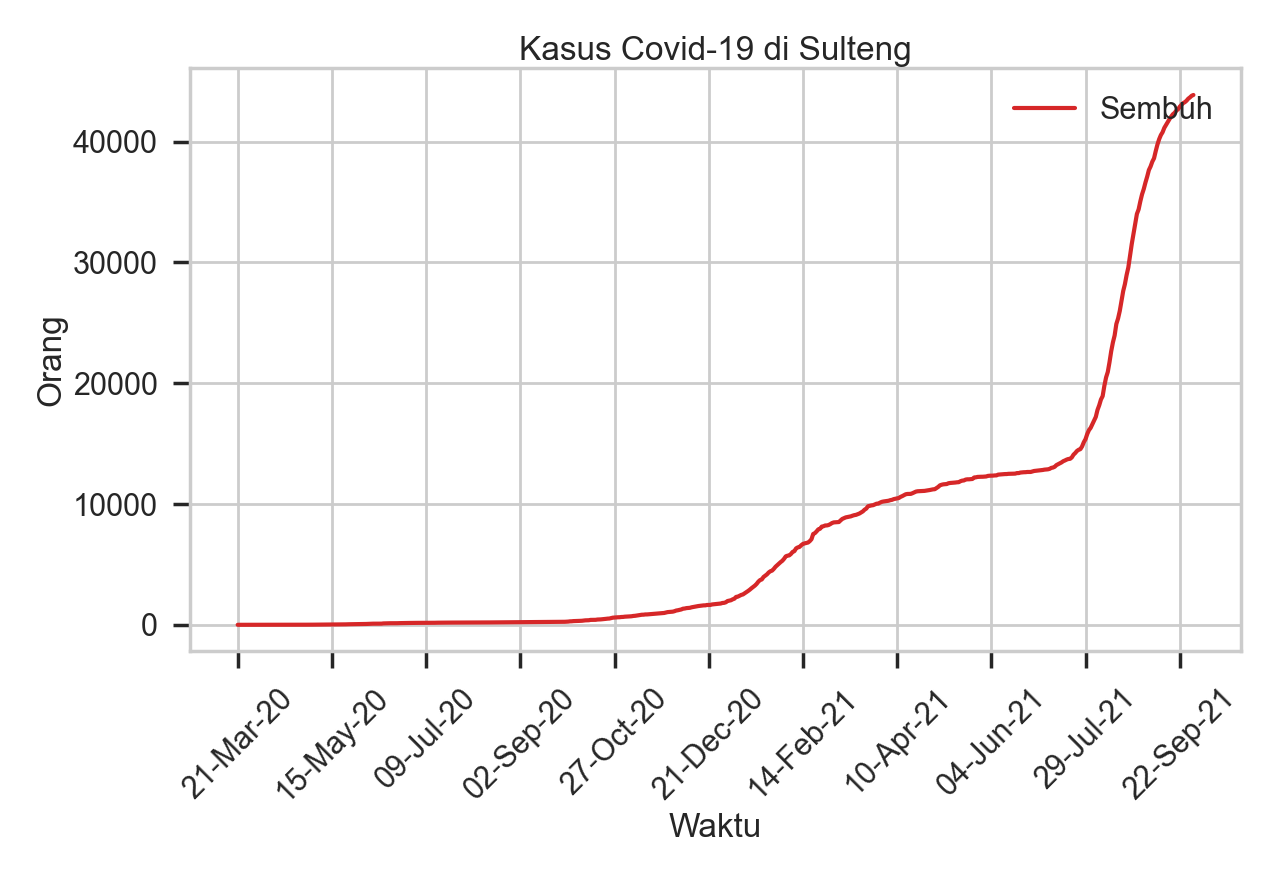 Kasus Covid-19 di Sulteng
Sembuh
40000
30000
20000
10000
0
Orang
21-Mar-20
15-May-20
09-Jul-20
02-Sep-20
27-Oct-20
21-Dec-20
14-Feb-21
10-Apr-21
04-Jun-21
29-Jul-21
22-Sep-21
Waktu